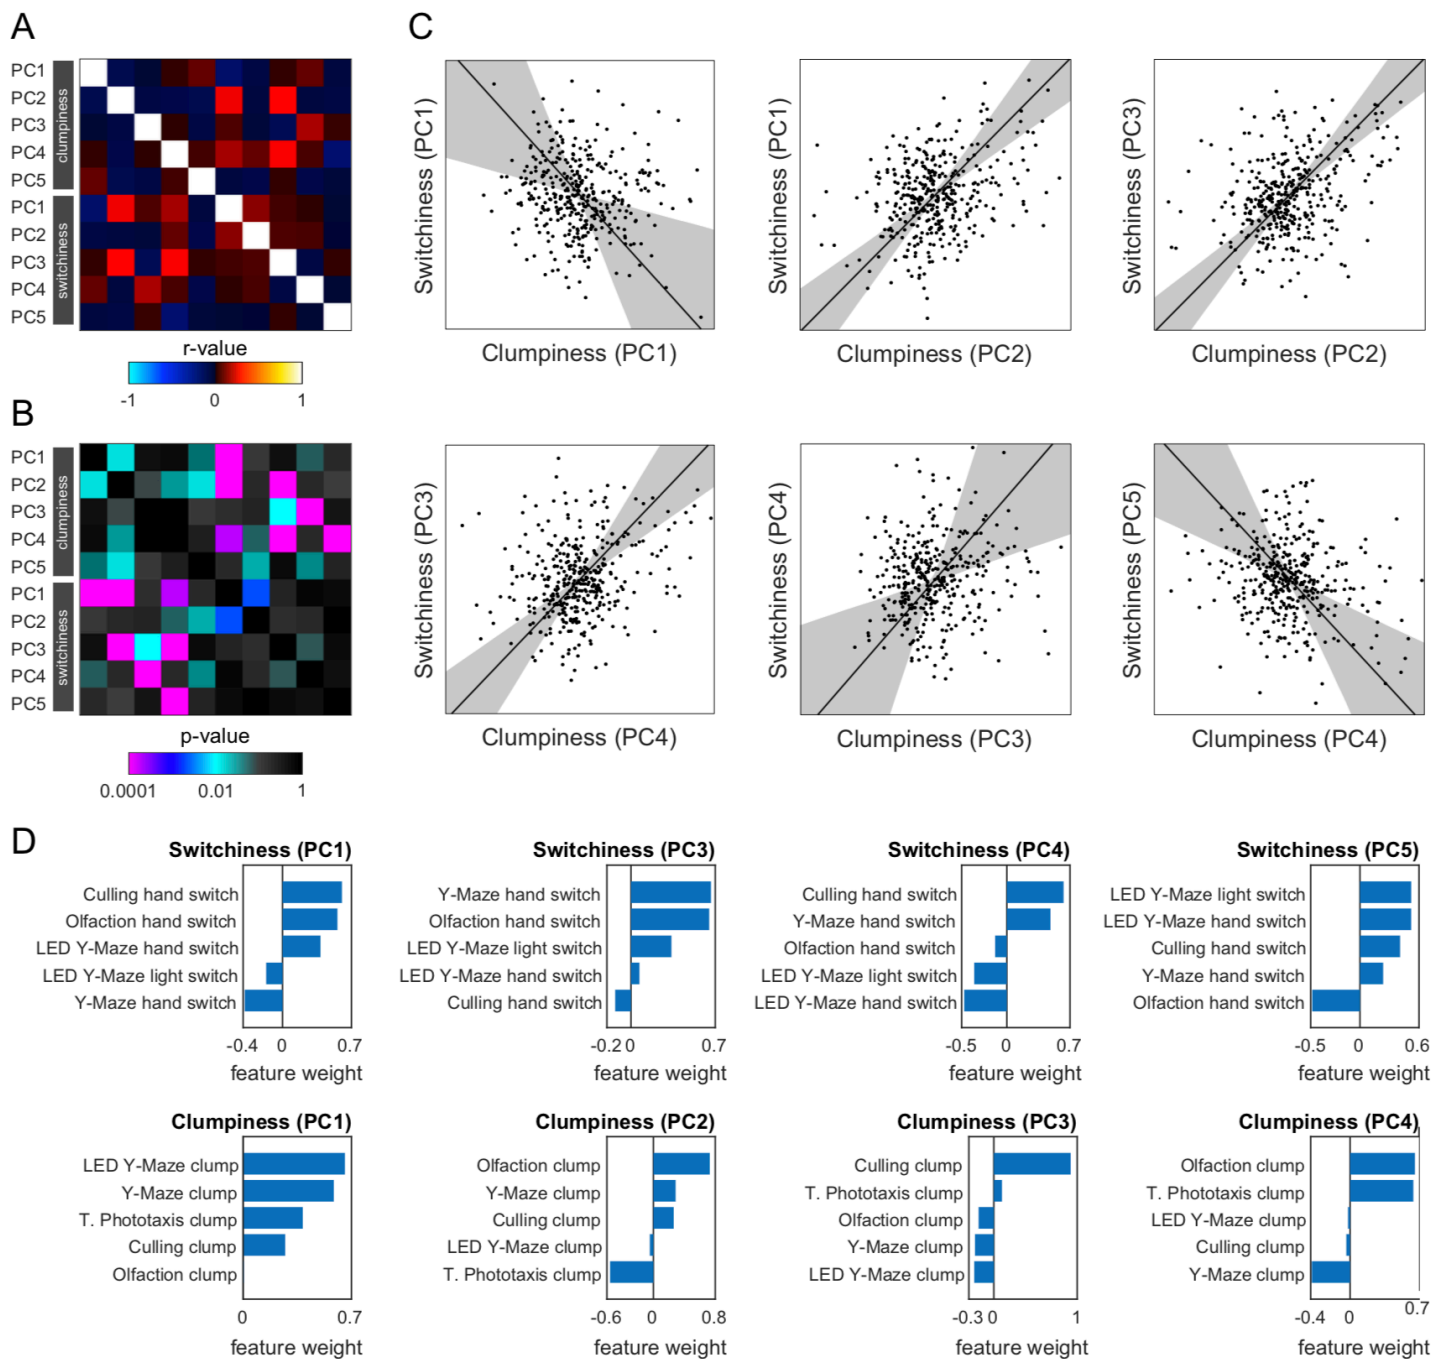 A
PC1
PC2
PC3
PC4
PC5
PC1
PC2
PC3
PC4
PC5
clumpiness
switchiness
r-value
-1 0 1
B
PC1
PC2
PC3
PC4
PC5
PC1
PC2
PC3
PC4
PC5
clumpiness
switchiness
p-value
0.0001 0.01 1
C
Switchiness (PC1)
Clumpiness (PC1)
Switchiness (PC1)
Clumpiness (PC2)
Switchiness (PC3)
Clumpiness (PC2)
Switchiness (PC3)
Clumpiness (PC4)
Switchiness (PC4)
Clumpiness (PC3)
Switchiness (PC5)
Clumpiness (PC4)
D
Switchiness (PC1)
Culling hand switch
Olfaction hand switch
LED Y-Maze hand switch
LED Y-Maze light switch
Y-Maze hand switch
-0.4 0 0.7
feature weight
Switchiness (PC3)
Y-Maze hand switch
Olfaction hand switch
LED Y-Maze light switch
LED Y-Maze hand switch
Culling hand switch
-0.2 0 0.7
feature weight
Switchiness (PC4)
Culling hand switch
Y-Maze hand switch
Olfaction hand switch
LED Y-Maze light switch
LED Y-Maze hand switch
-0.5 0 0.7
feature weight
Switchiness (PC5)
LED Y-Maze light switch
LED Y-Maze hand switch
Culling hand switch
Y-Maze hand switch
Olfaction hand switch
-0.5 0 0.6
feature weight
Clumpiness (PC1)
LED Y-Maze clump
Y-Maze clump
T. Phototaxis clump
Culling clump
Olfaction clump
0 0.7
feature weight
Clumpiness (PC2)
Olfaction clump
Y-Maze clump
Culling clump
LED Y-Maze clump
T. Phototaxis clump
-0.6 0 0.8
feature weight
Clumpiness (PC3)
Culling clump
T. Phototaxis clump
Olfaction clump
Y-Maze clump
LED Y-Maze clump
-0.3 0 1
feature weight
Clumpiness (PC4)
Olfaction clump
T. Phototaxis clump
LED Y-Maze clump
Culling clump
Y-Maze clump
-0.4 0 0.7
feature weight